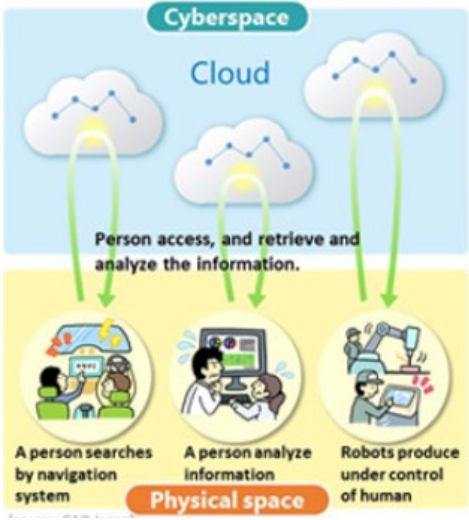 Cyberspace
Cloud
Person access, and retrieve and
analyze the information.
A person searches
by navigation
system
A person analyze
information
Robots produce
under control
of human
Physical space